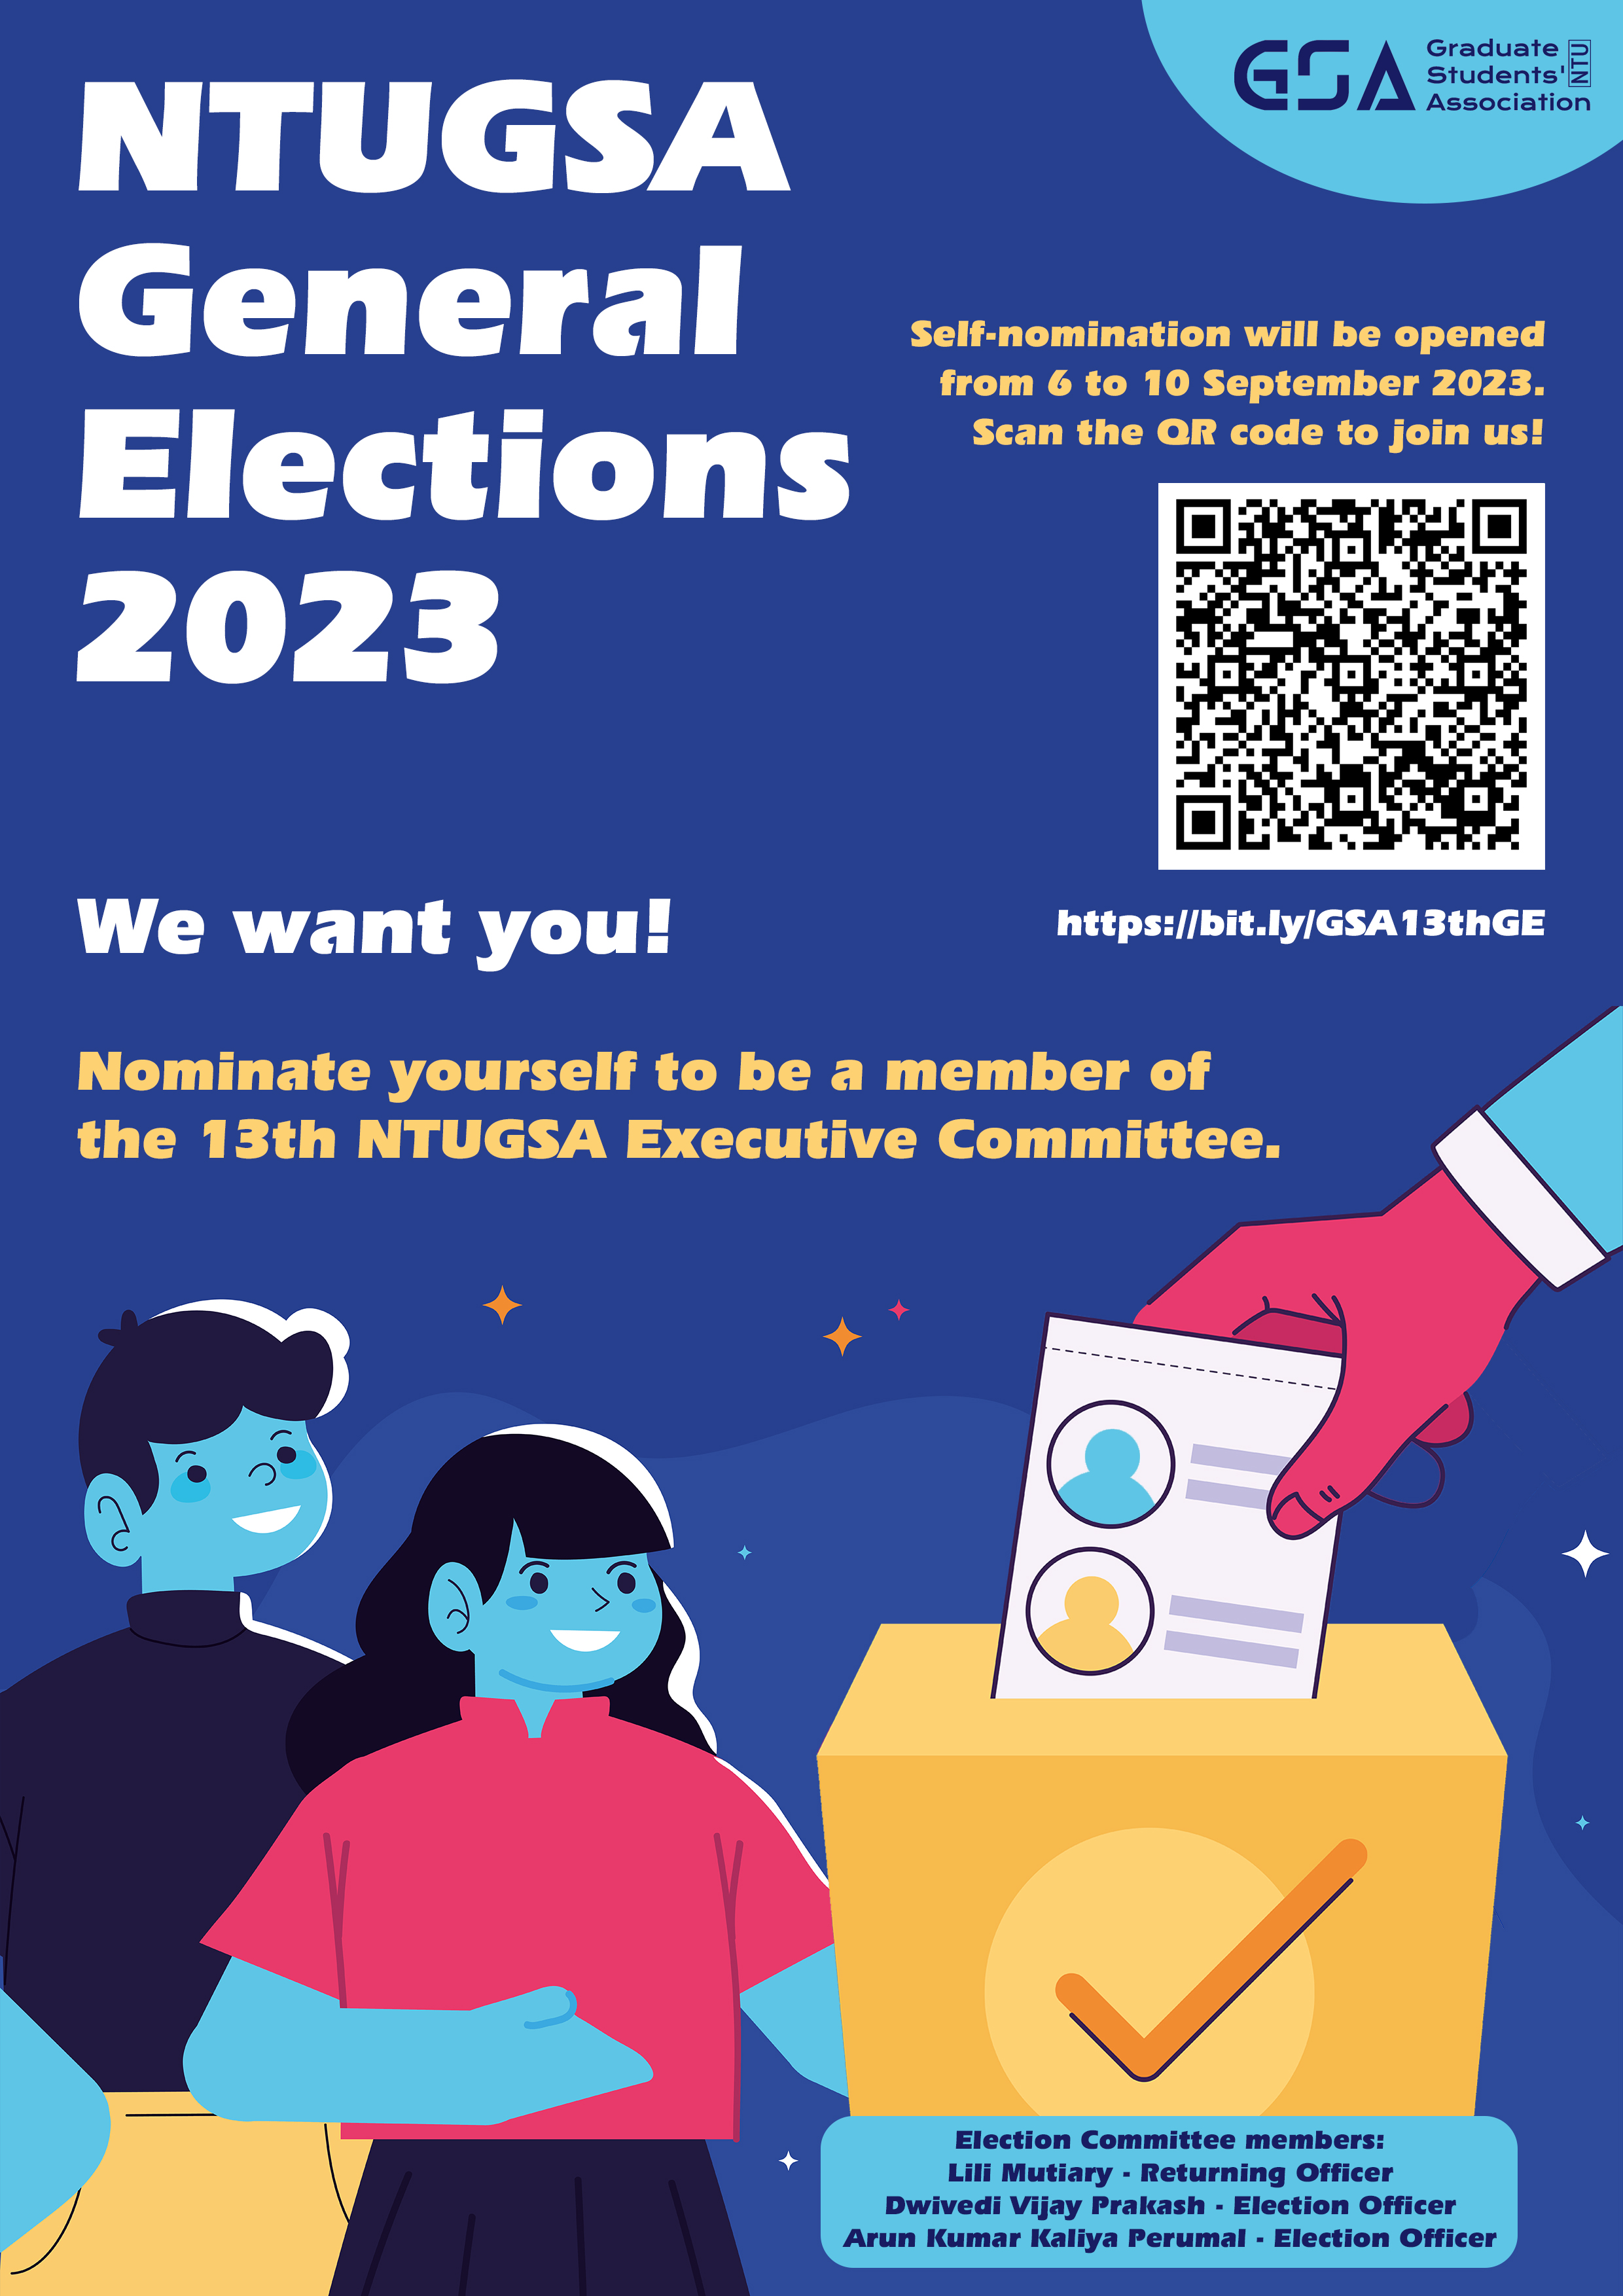 NTUGSA
General
Elections
2023
GSA
Graduate
Students'
Association
NTU
Self-nomination will be opened
from 6 to 10 September 2023.
Scan the QR code to join us!
https://bit.ly/GSA13thGE
We want you!
Nominate yourself to be a member of
the 13th NTUGSA Executive Committee.
Election Committee members:
Lili Mutiary - Returning Officer
Dwivedi Vijay Prakash - Election Officer
Arun Kumar Kaliya Perumal - Election Officer